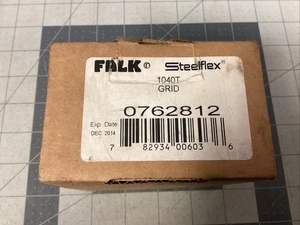 FALK® Steelflex®
1040T
GRID
0762812
Exp. Date
DEC 2014
7 82934 00603 6